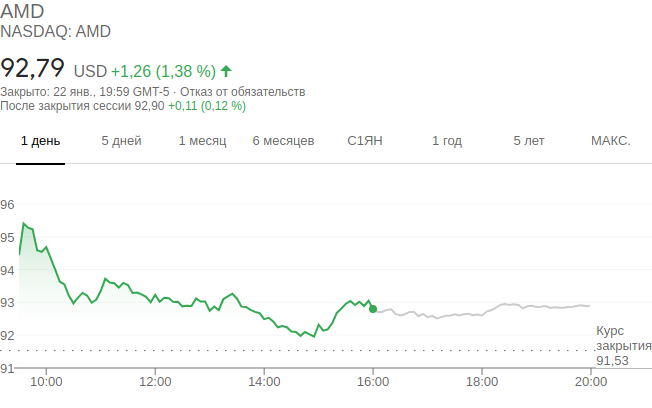 AMD
NASDAQ: AMD
92,79 USD +1,26 (1,38 %)
Закрыто: 22 янв., 19:59 GMT-5 · Отказ от обязательств
После закрытия сессии 92,90 +0,11 (0,12 %)
1 день 5 дней 1 месяц 6 месяцев С1ЯН 1 год 5 лет МАКС.
96
95
94
93
92
91
Курс
закрытия
91,53
10:00 12:00 14:00 16:00 18:00 20:00